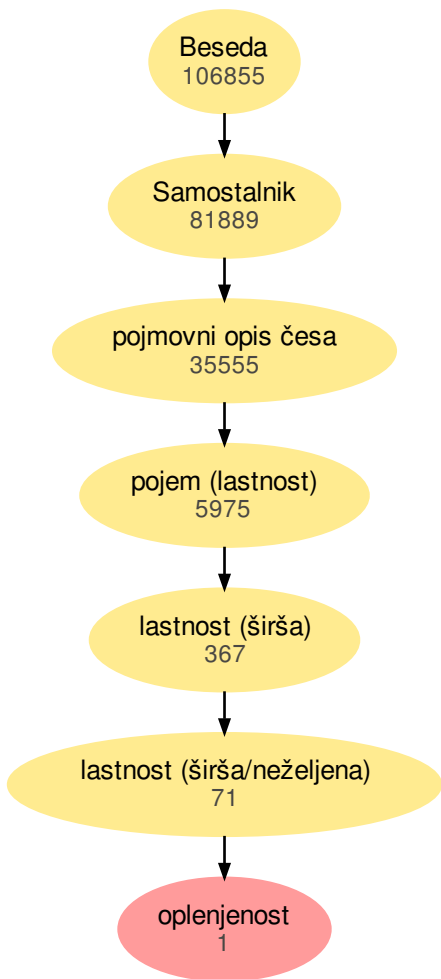 Beseda
106855
Samostalnik
81889
pojmovni opis česa
35555
pojem (lastnost)
5975
lastnost (širša)
367
lastnost (širša/neželjena)
71
oplenjenost
1